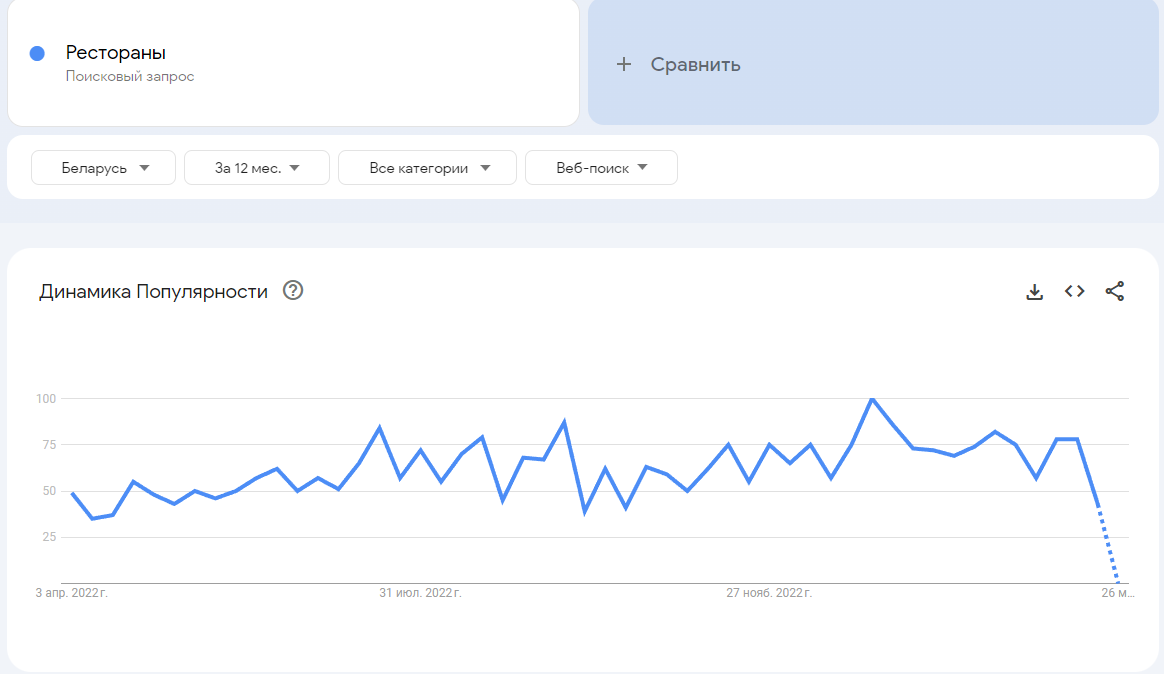 Рестораны
Поисковый запрос
+ Сравнить
Беларусь
За 12 мес.
Все категории
Веб-поиск
Динамика Популярности
100
75
50
25
3 апр. 2022 г.
31 июл. 2022 г.
27 нояб. 2022 г.
26 м…